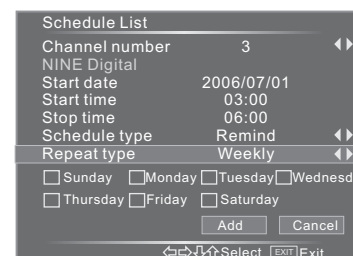 Schedule List
Channel number 3
NINE Digital
Start date 2006/07/01
Start time 03:00
Stop time 06:00
Schedule type Remind
Repeat type Weekly
Sunday Monday Tuesday Wednesd
Thursday Friday Saturday
Add Cancel
Select EXIT Exit